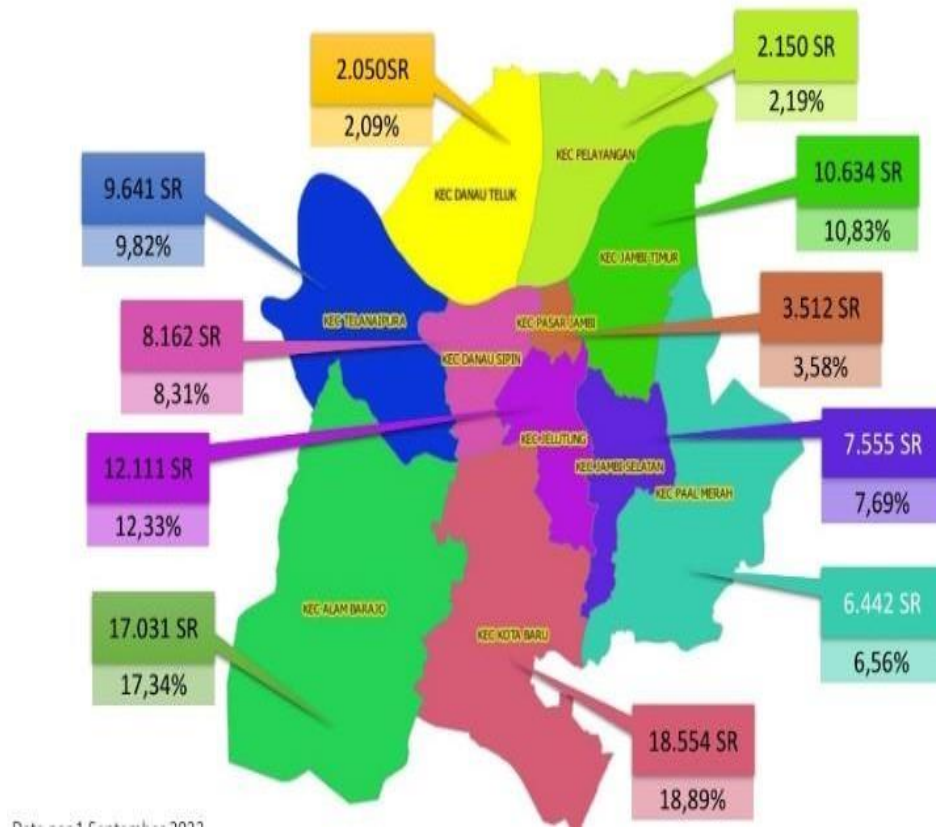 2.050SR
2,09%
2.150 SR
2,19%
9.641 SR
9,82%
10.634 SR
10,83%
8.162 SR
8,31%
3.512 SR
3,58%
12.111 SR
12,33%
7.555 SR
7,69%
17.031 SR
17,34%
6.442 SR
6,56%
18.554 SR
18,89%
KEC PELAYANGAN
KEC DANAU TELUK
KEC JAMBI TIMUR
KEC TELANAIPURA
KEC PASAR JAMBI
KEC DANAU SIPIN
KEC JELUTUNG
KEC JAMBI SELATAN
KEC PAAL MERAH
KEC ALAM BARAJO
KEC KOTA BARU
Data per 1 September